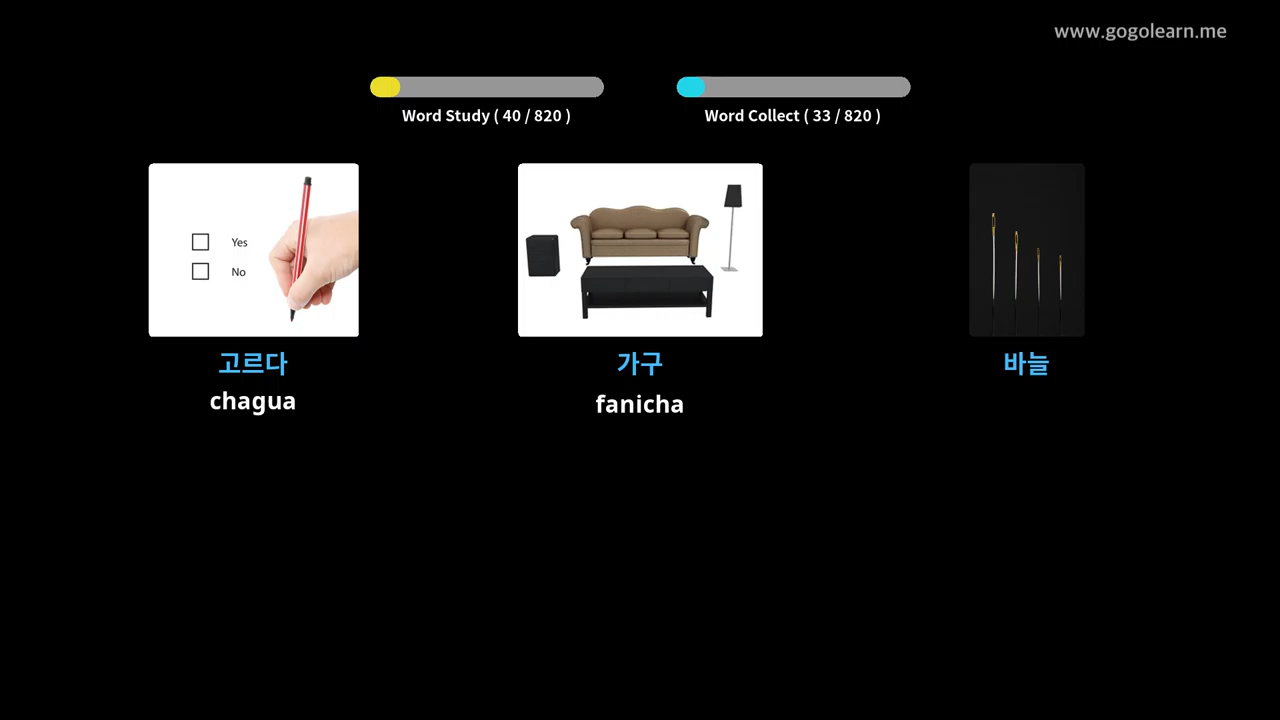 www.gogolearn.me
Word Study ( 40 / 820 )
Word Collect ( 33 / 820 )
Yes
No
고르다
가구
바늘
chagua
fanicha